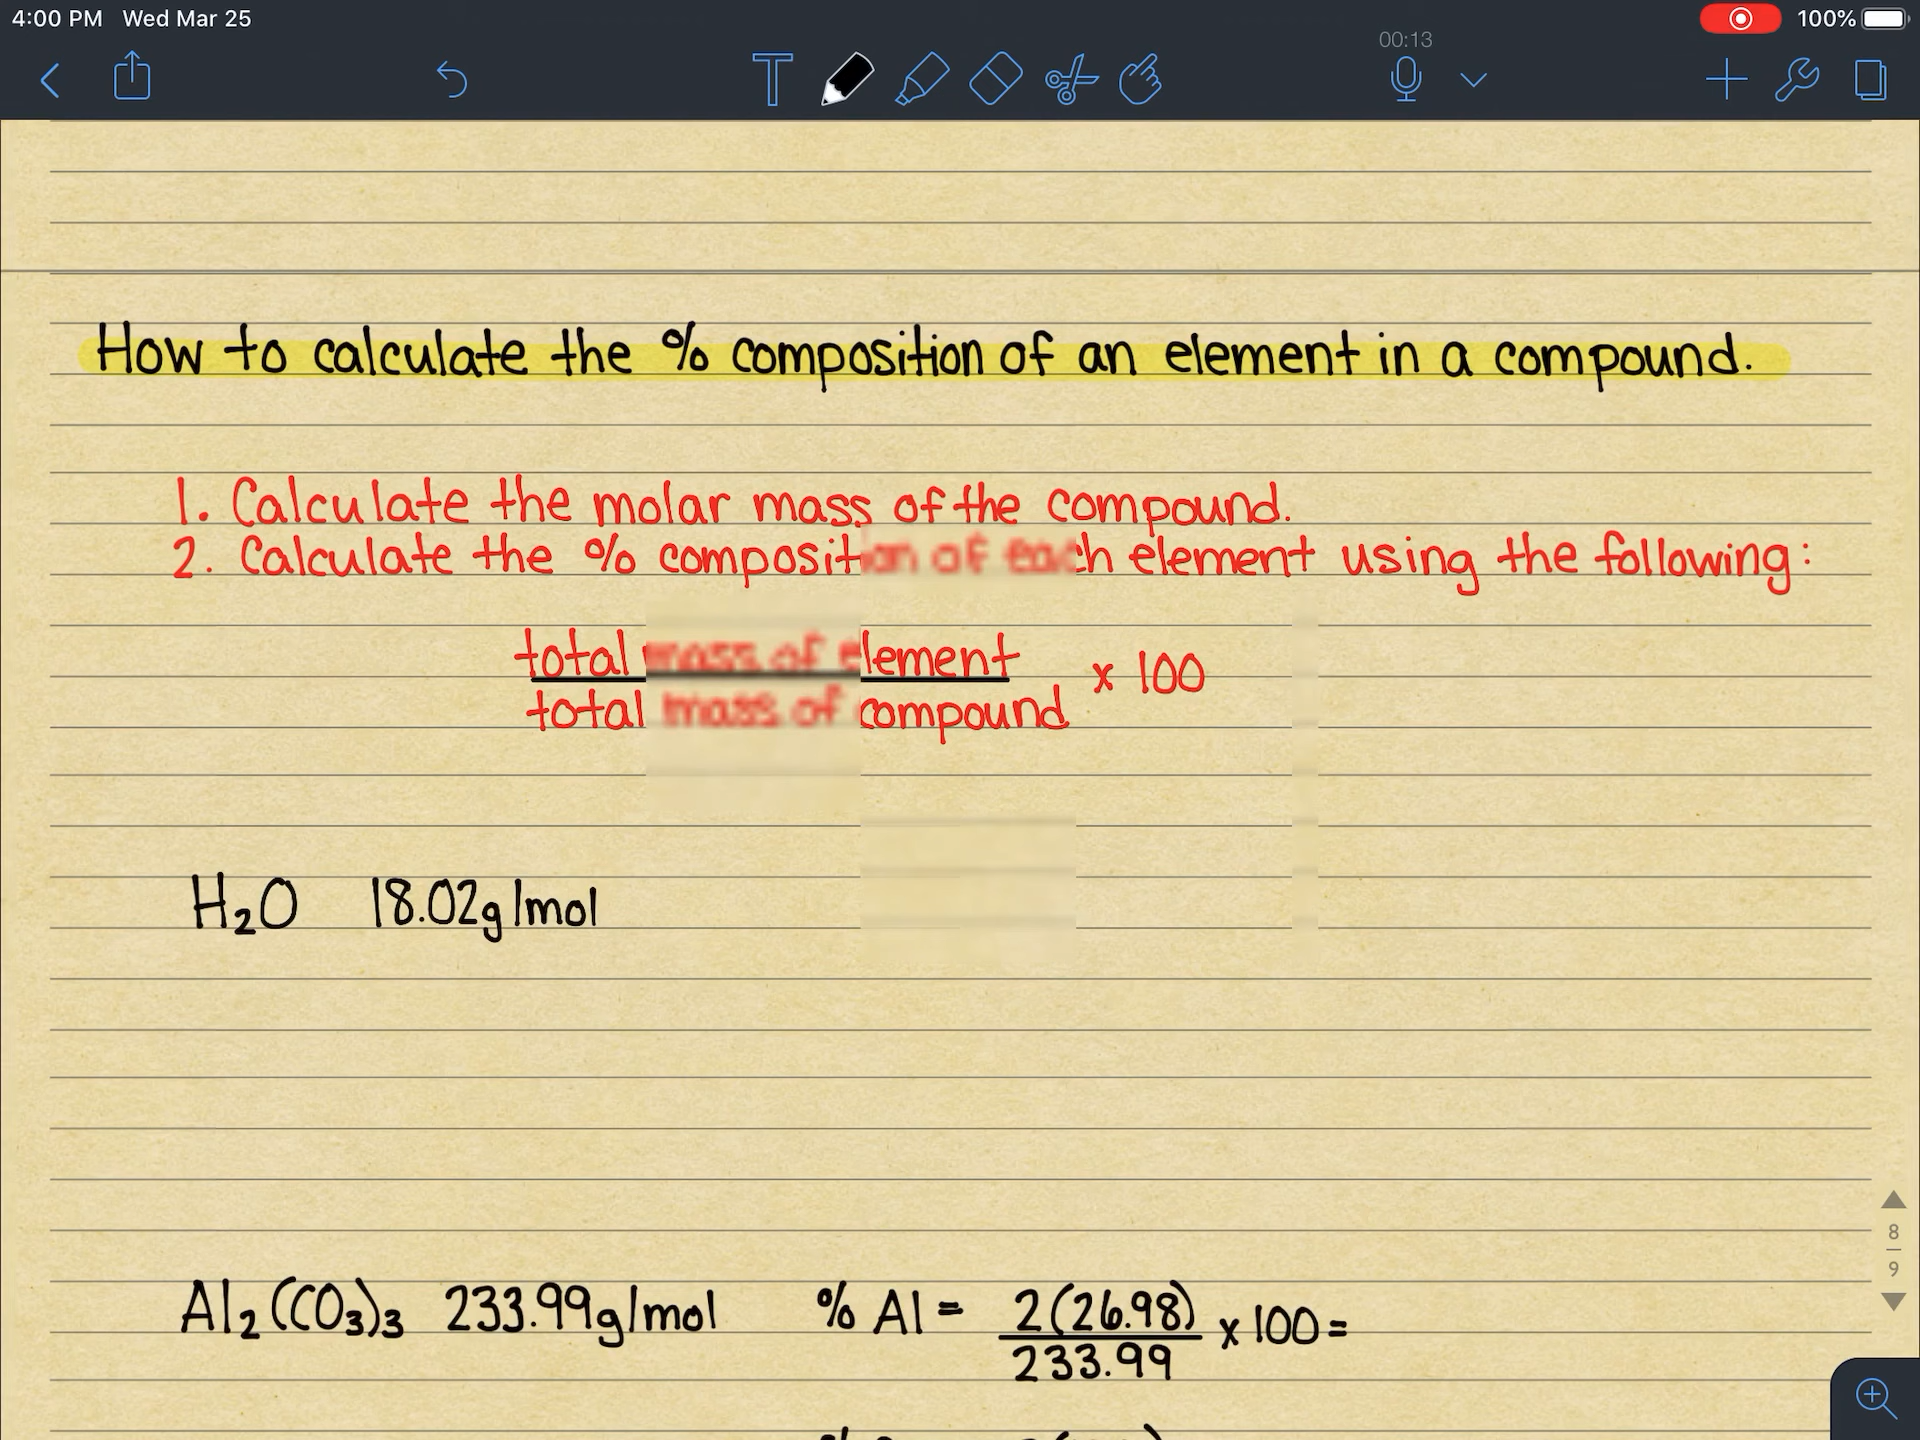 4:00 PM Wed Mar 25
100%
00:13
How to calculate the % composition of an element in a compound.
1. Calculate the molar mass of the compound.
2. Calculate the % composition of each element using the following:
total mass of element
total mass of compound
x 100
H₂O 18.02g/mol
8
9
Al₂(CO₃)₃ 233.99g/mol % Al = 2(26.98) x 100 =
233.99